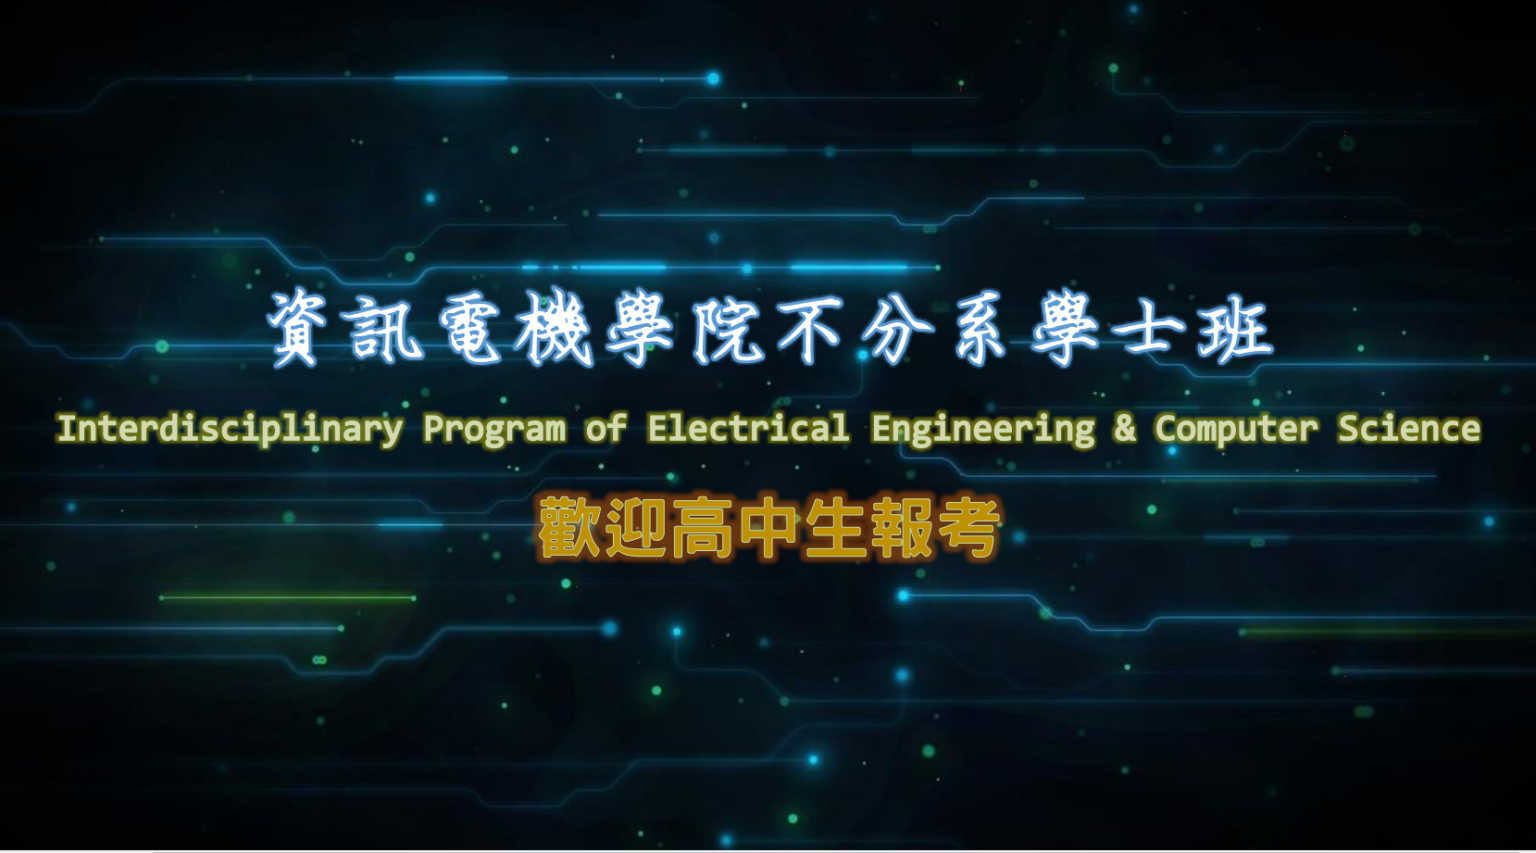 資訊電機學院不分系學士班
Interdisciplinary Program of Electrical Engineering & Computer Science
歡迎高中生報考